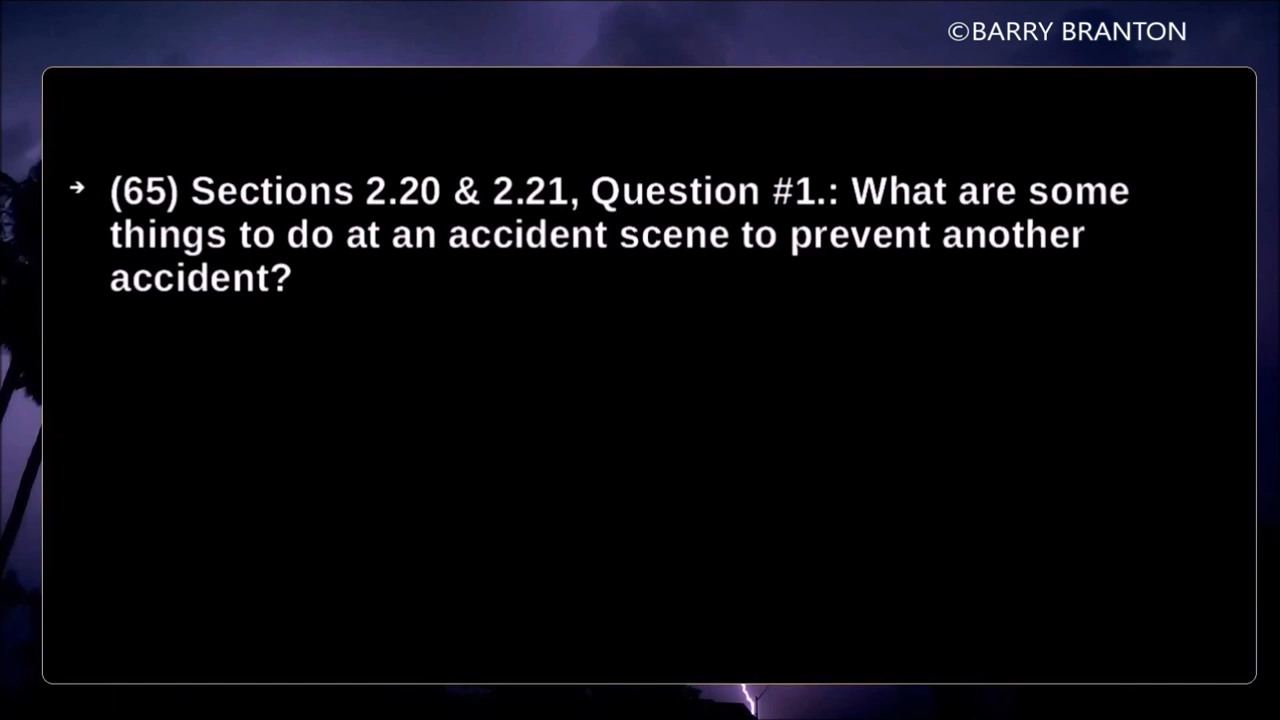 ©BARRY BRANTON
➔ (65) Sections 2.20 & 2.21, Question #1.: What are some
things to do at an accident scene to prevent another
accident?